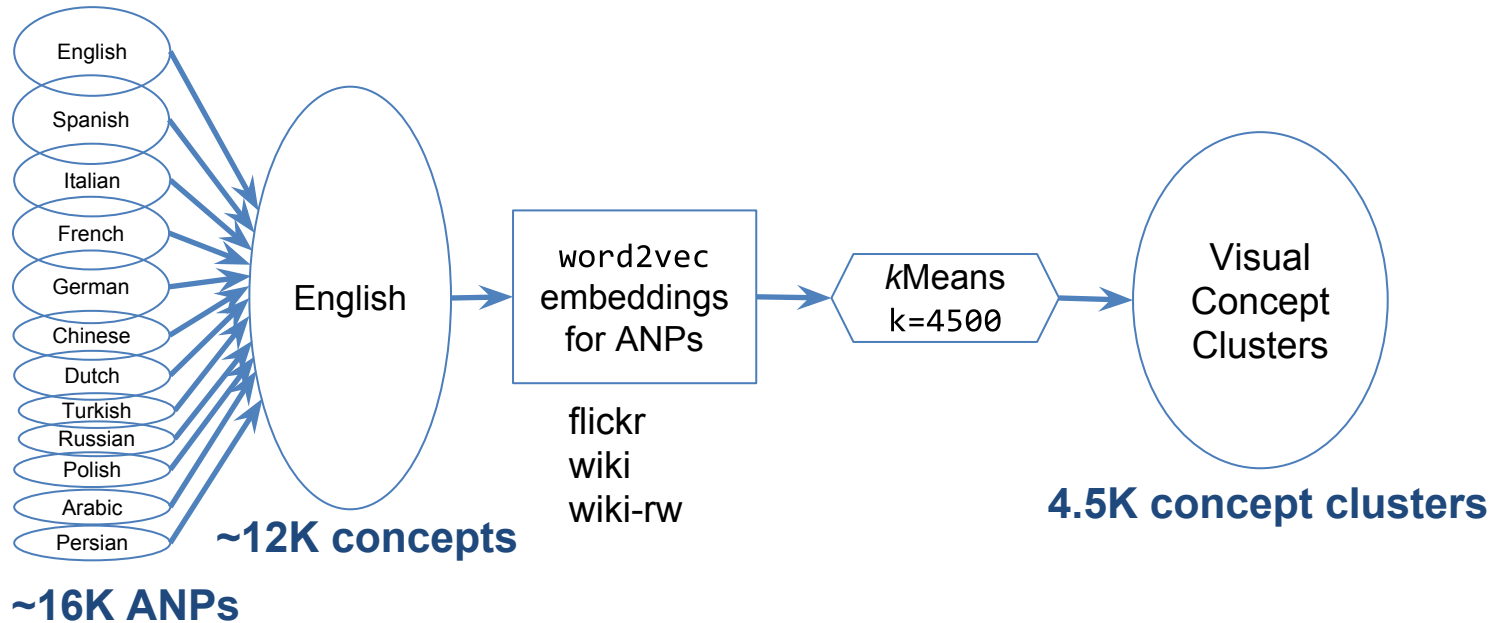 English
Spanish
Italian
French
German
Chinese
Dutch
Turkish
Russian
Polish
Arabic
Persian
~16K ANPs
English
~12K concepts
word2vec
embeddings
for ANPs
flickr
wiki
wiki-rw
kMeans
k=4500
Visual
Concept
Clusters
4.5K concept clusters